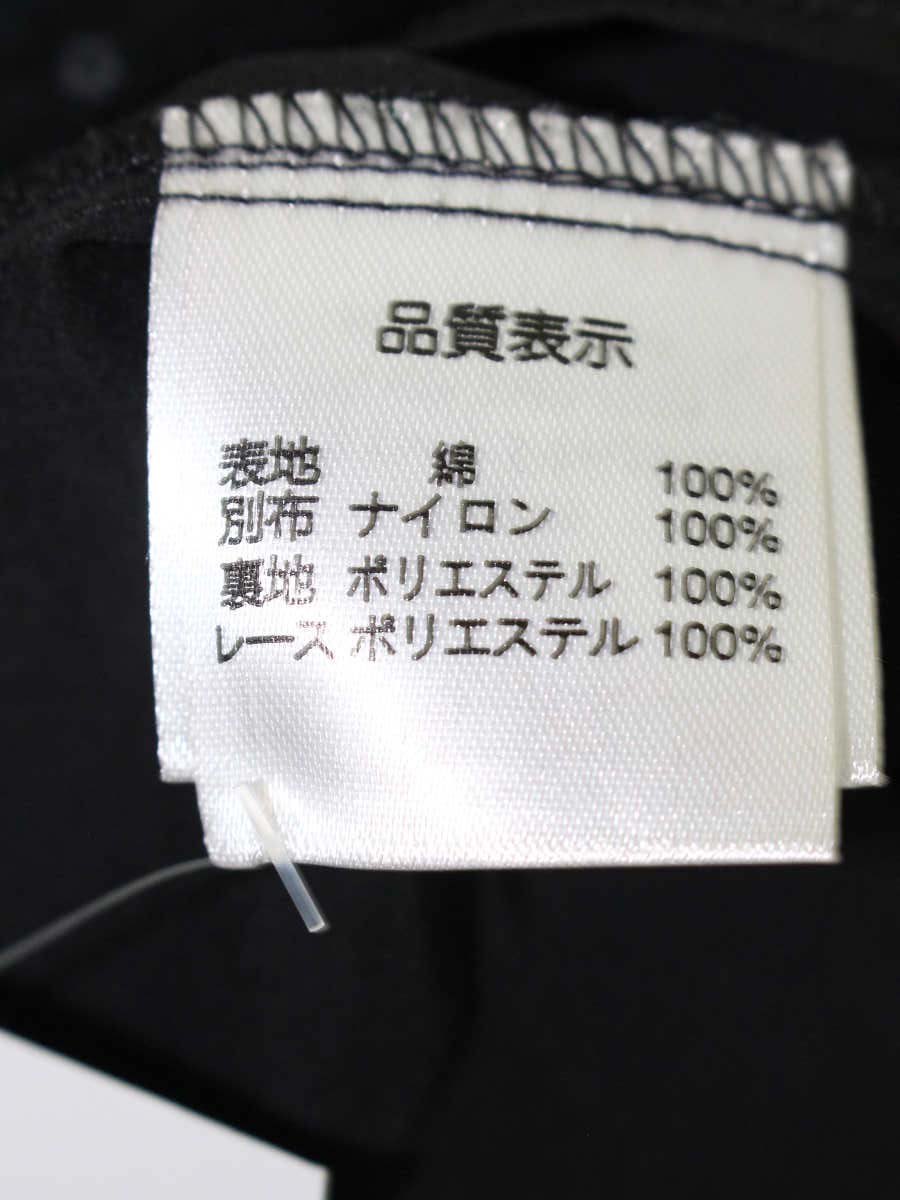 品質表示
表地 綿 100%
別布 ナイロン 100%
裏地 ポリエステル 100%
レース ポリエステル 100%